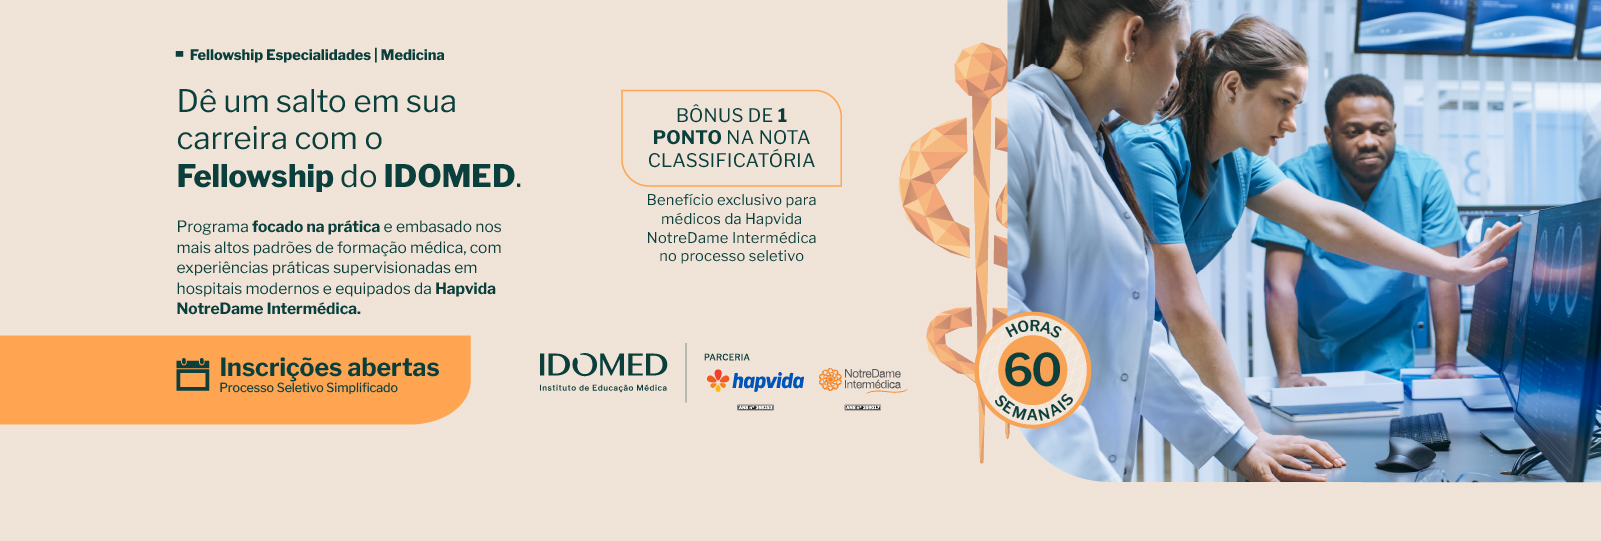 Fellowship Especialidades | Medicina
Dê um salto em sua
carreira com o
Fellowship do IDOMED.
Programa focado na prática e embasado nos
mais altos padrões de formação médica, com
experiências práticas supervisionadas em
hospitais modernos e equipados da Hapvida
NotreDame Intermédica.
Inscrições abertas
Processo Seletivo Simplificado
BÔNUS DE 1
PONTO NA NOTA
CLASSIFICATÓRIA
Benefício exclusivo para
médicos da Hapvida
NotreDame Intermédica
no processo seletivo
IDOMED
Instituto de Educação Médica
PARCERIA
hapvida
NotreDame
Intermédica
HORAS
60
SEMANAIS